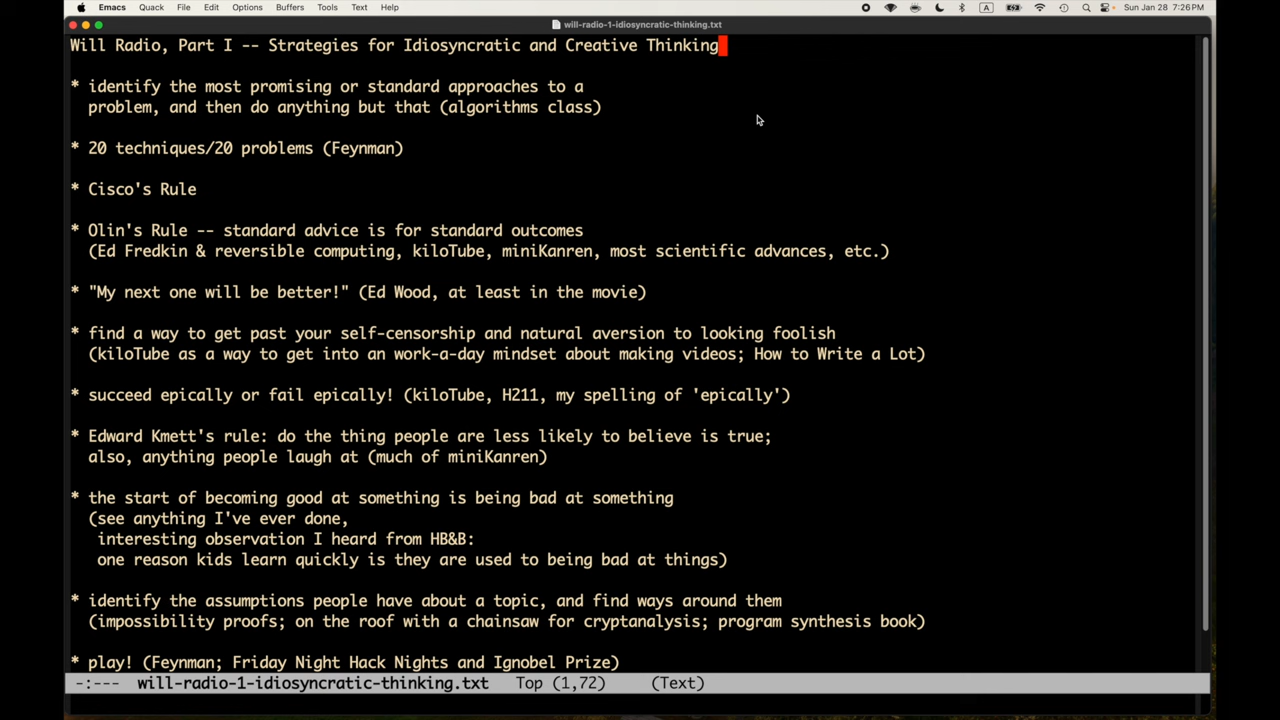 Emacs Quack File Edit Options Buffers Tools Text Help A Sun Jan 28 7:26 PM
will-radio-1-idiosyncratic-thinking.txt
Will Radio, Part I -- Strategies for Idiosyncratic and Creative Thinking
* identify the most promising or standard approaches to a
problem, and then do anything but that (algorithms class)
* 20 techniques/20 problems (Feynman)
* Cisco's Rule
* Olin's Rule -- standard advice is for standard outcomes
(Ed Fredkin & reversible computing, kiloTube, miniKanren, most scientific advances, etc.)
* "My next one will be better!" (Ed Wood, at least in the movie)
* find a way to get past your self-censorship and natural aversion to looking foolish
(kiloTube as a way to get into an work-a-day mindset about making videos; How to Write a Lot)
* succeed epically or fail epically! (kiloTube, H211, my spelling of 'epically')
* Edward Kmett's rule: do the thing people are less likely to believe is true;
also, anything people laugh at (much of miniKanren)
* the start of becoming good at something is being bad at something
(see anything I've ever done,
interesting observation I heard from HB&B:
one reason kids learn quickly is they are used to being bad at things)
* identify the assumptions people have about a topic, and find ways around them
(impossibility proofs; on the roof with a chainsaw for cryptanalysis; program synthesis book)
* play! (Feynman; Friday Night Hack Nights and Ignobel Prize)
-:--- will-radio-1-idiosyncratic-thinking.txt Top (1,72) (Text)